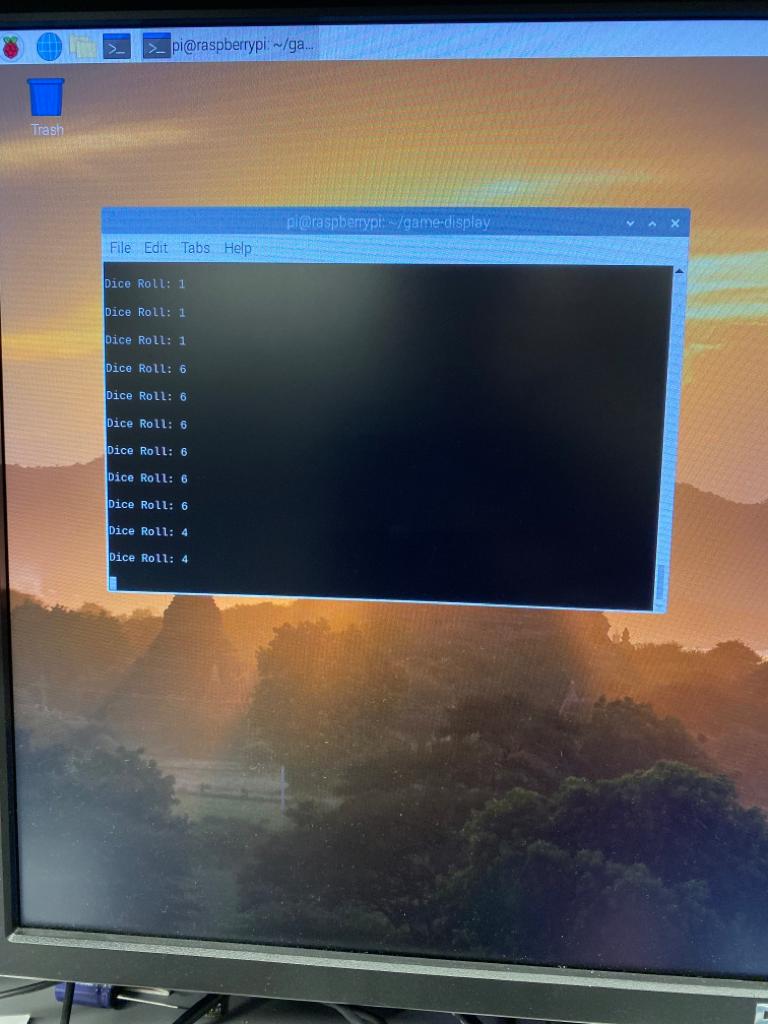 pi@raspberrypi: ~/ga...
Trash
pi@raspberrypi: ~/game-display
File Edit Tabs Help
Dice Roll: 1
Dice Roll: 1
Dice Roll: 1
Dice Roll: 6
Dice Roll: 6
Dice Roll: 6
Dice Roll: 6
Dice Roll: 6
Dice Roll: 6
Dice Roll: 4
Dice Roll: 4